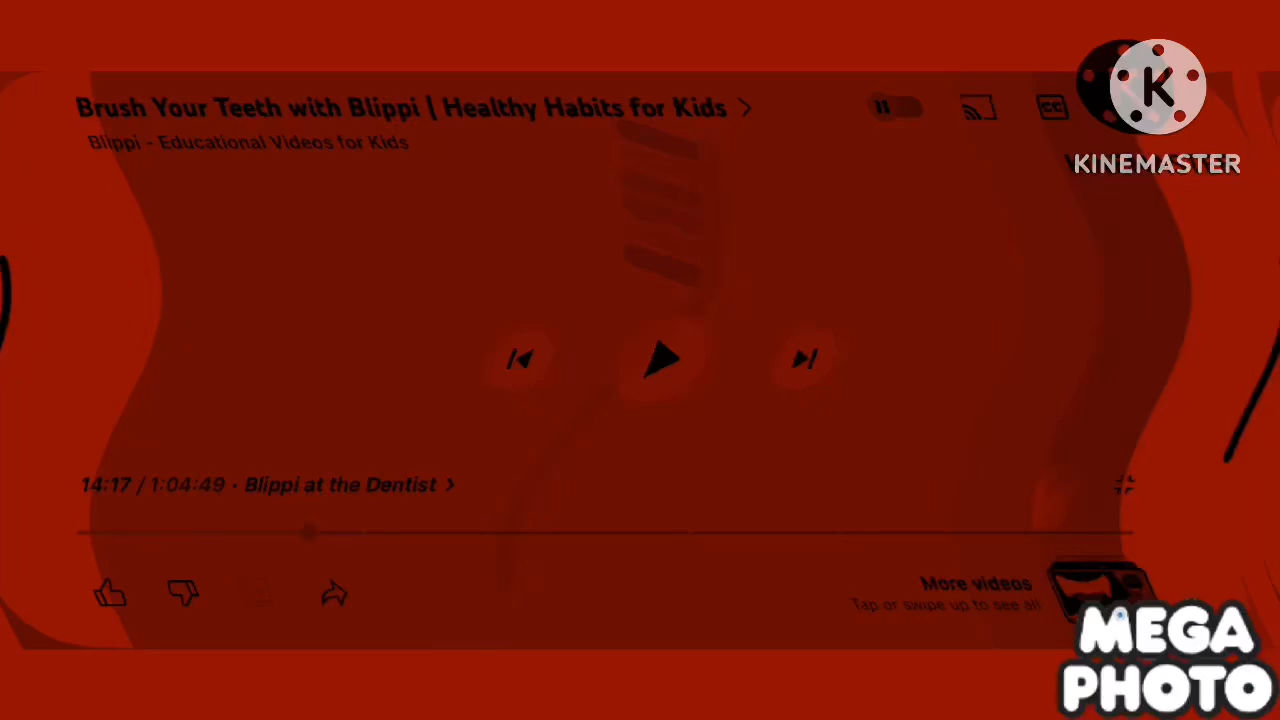 Brush Your Teeth with Blippi | Healthy Habits for Kids
Blippi - Educational Videos for Kids
CC
K
KINEMASTER
14:17 / 1:04:49 · Blippi at the Dentist
More videos
Tap or swipe up to see all
MEGA
PHOTO